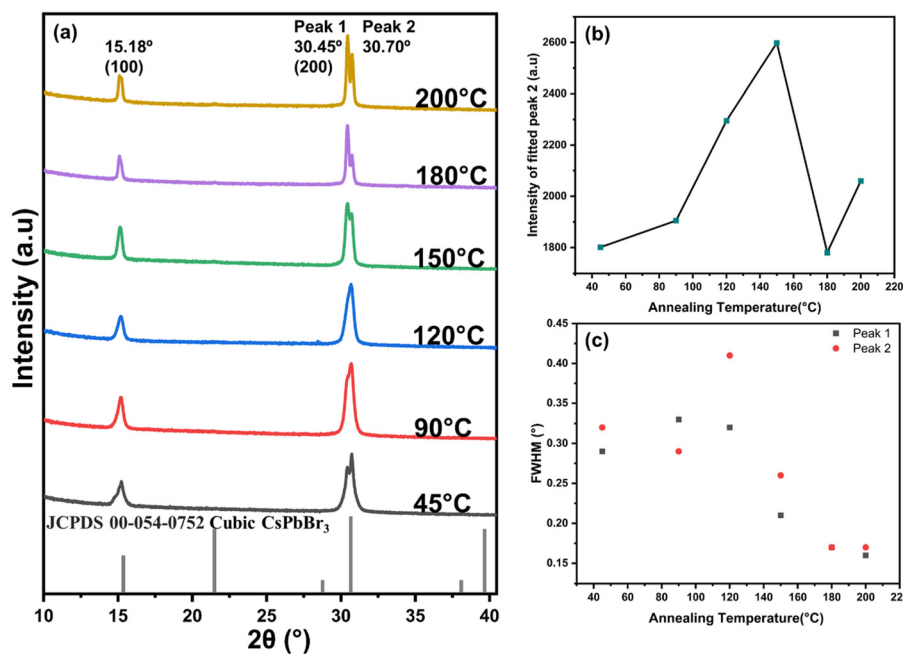 (a)
15.18º
(100)
Peak 1 Peak 2
30.45º 30.70º
(200)
200°C
180°C
150°C
120°C
90°C
45°C
JCPDS 00-054-0752 Cubic CsPbBr3
Intensity (a.u)
10 15 20 25 30 35 40
2θ (°)
(b)
Intensity of fitted peak 2 (a.u)
2600
2400
2200
2000
1800
40 60 80 100 120 140 160 180 200 220
Annealing Temperature(°C)
(c)
Peak 1
Peak 2
FWHM (°)
0.45
0.40
0.35
0.30
0.25
0.20
0.15
40 60 80 100 120 140 160 180 200 22
Annealing Temperature(°C)